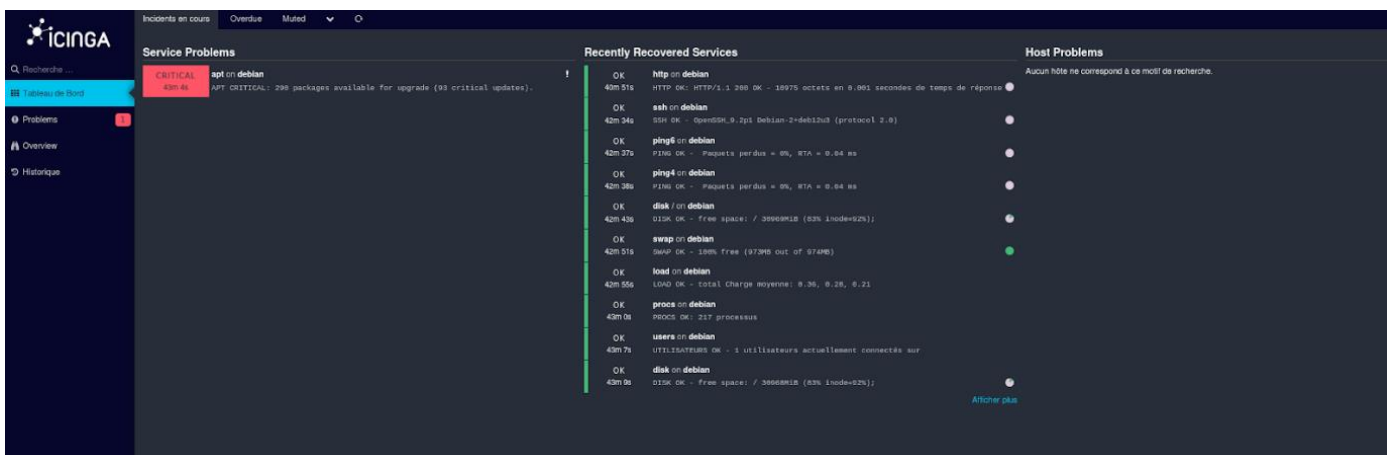 ICINGA
Recherche ...
Tableau de Bord
Problems 1
Overview
Historique
Incidents en cours Overdue Muted
Service Problems
CRITICAL apt on debian !
43m 4s APT CRITICAL: 290 packages available for upgrade (93 critical updates).
Recently Recovered Services
OK http on debian
40m 51s HTTP OK: HTTP/1.1 200 OK - 10975 octets en 0.001 secondes de temps de réponse
OK ssh on debian
42m 34s SSH OK - OpenSSH_9.2p1 Debian-2+deb12u3 (protocol 2.0)
OK ping6 on debian
42m 37s PING OK - Paquets perdus = 0%, RTA = 0.04 ms
OK ping4 on debian
42m 38s PING OK - Paquets perdus = 0%, RTA = 0.04 ms
OK disk / on debian
42m 43s DISK OK - free space: / 30969MiB (83% inode=92%);
OK swap on debian
42m 51s SWAP OK - 100% free (973MB out of 974MB)
OK load on debian
42m 55s LOAD OK - total Charge moyenne: 0.36, 0.28, 0.21
OK procs on debian
43m 0s PROCS OK: 217 processus
OK users on debian
43m 7s UTILISATEURS OK - 1 utilisateurs actuellement connectés sur
OK disk on debian
43m 9s DISK OK - free space: / 30968MiB (83% inode=92%);
Afficher plus
Host Problems
Aucun hôte ne correspond à ce motif de recherche.